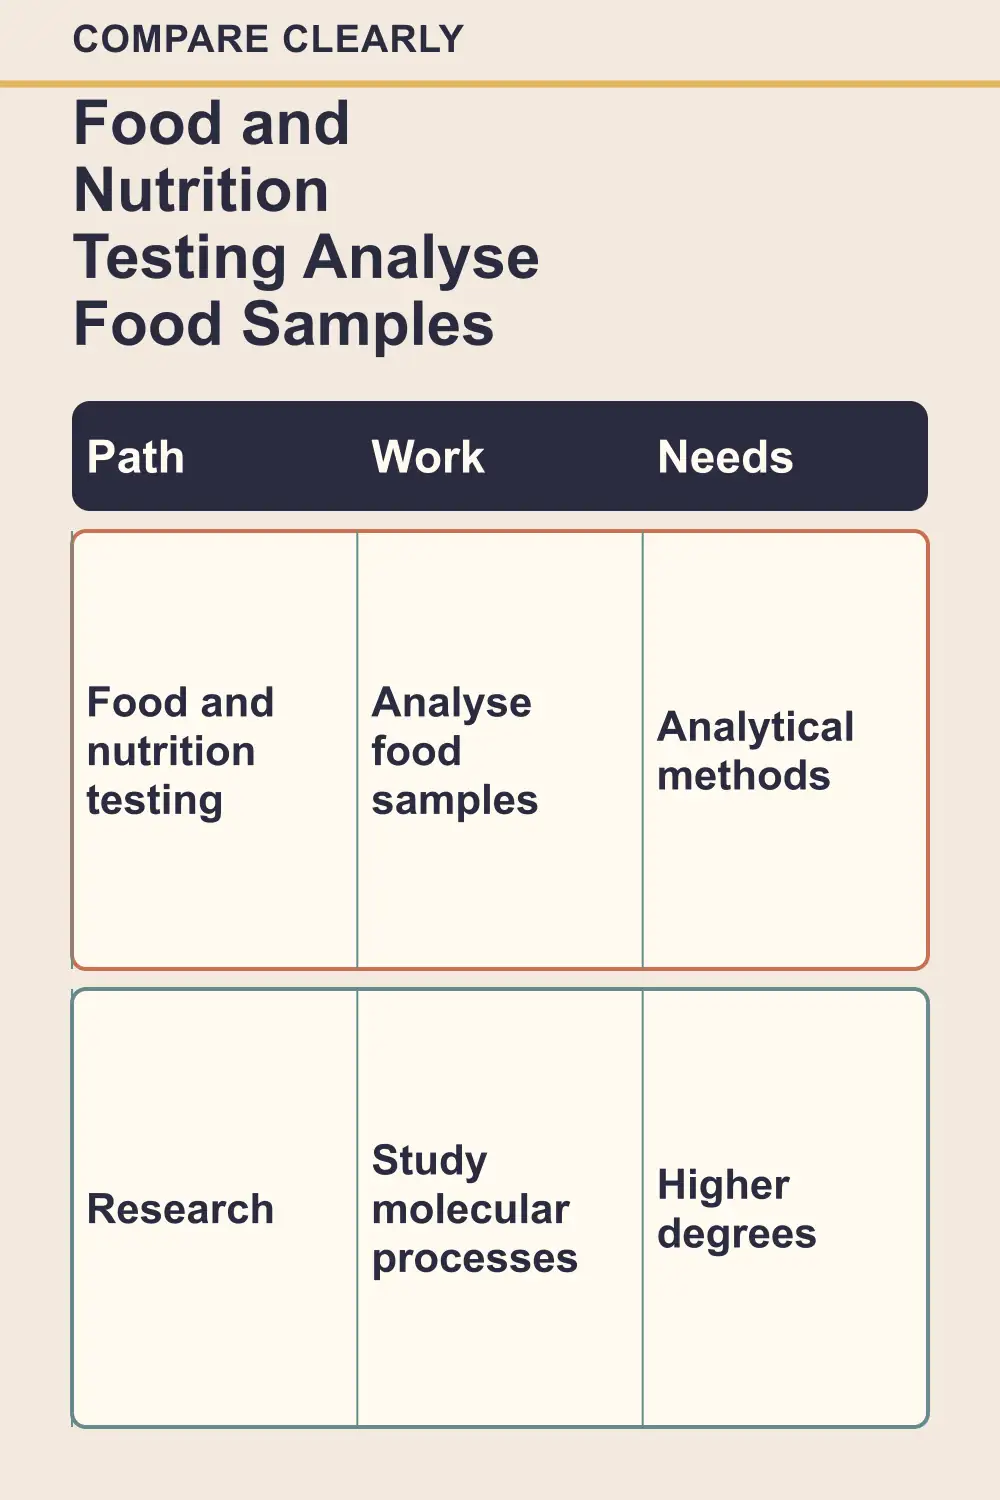 COMPARE CLEARLY
Food and
Nutrition
Testing Analyse
Food Samples
Path Work Needs
Food and
nutrition
testing
Analyse
food
samples
Analytical
methods
Research
Study
molecular
processes
Higher
degrees